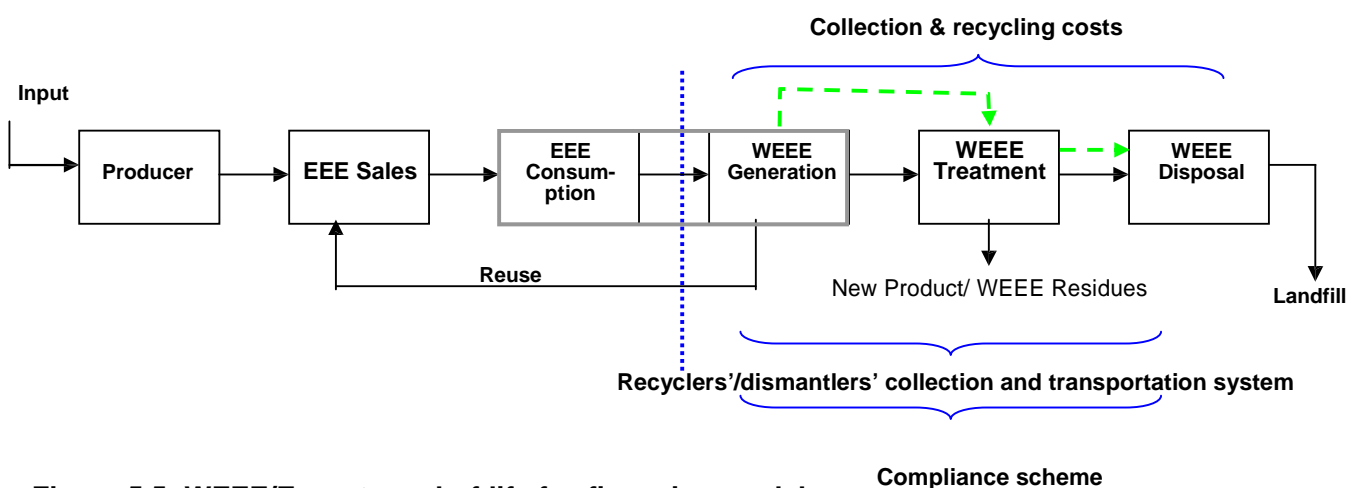 Collection & recycling costs
Input
Producer
EEE Sales
EEE
Consum-
ption
WEEE
Generation
WEEE
Treatment
WEEE
Disposal
Reuse
New Product/ WEEE Residues
Landfill
Recyclers'/dismantlers' collection and transportation system
Compliance scheme